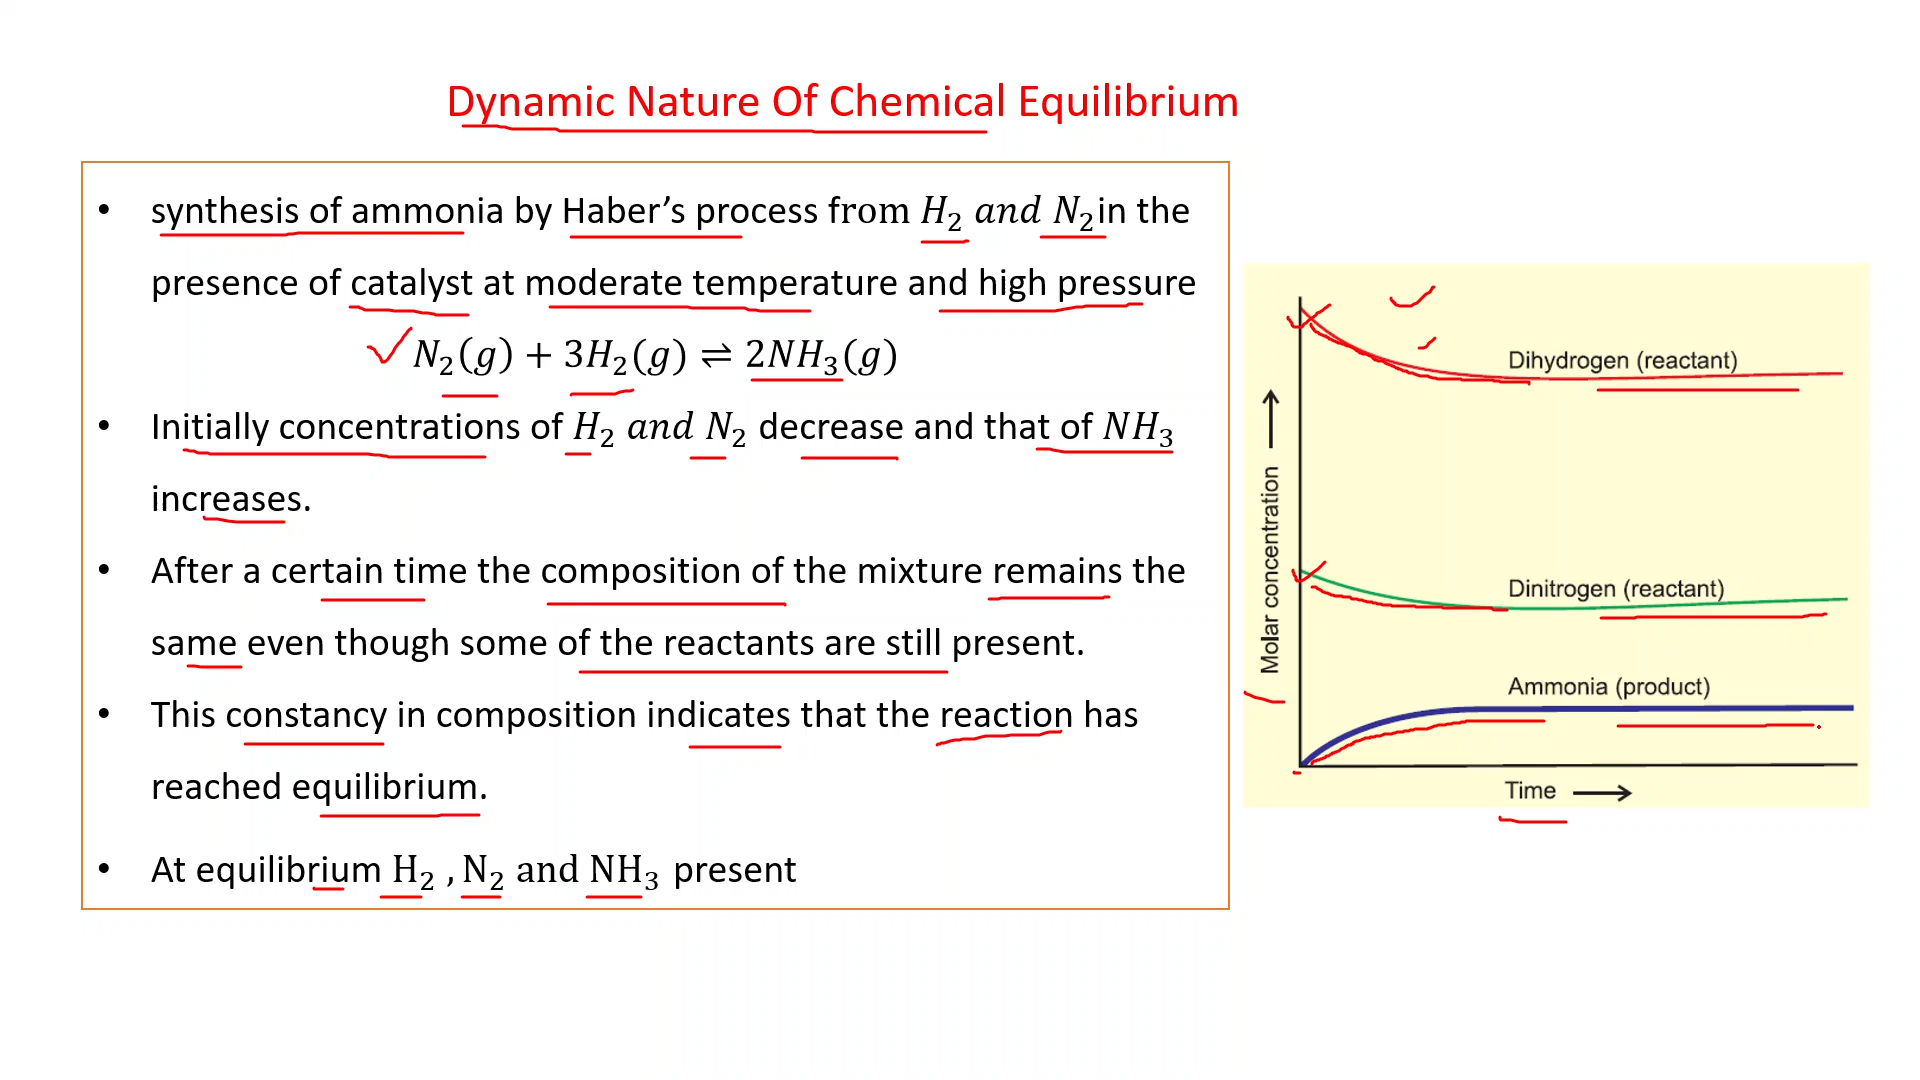 Dynamic Nature Of Chemical Equilibrium
• synthesis of ammonia by Haber’s process from H₂ and N₂in the
presence of catalyst at moderate temperature and high pressure
N₂(g) + 3H₂(g) ⇌ 2NH₃(g)
• Initially concentrations of H₂ and N₂ decrease and that of NH₃
increases.
• After a certain time the composition of the mixture remains the
same even though some of the reactants are still present.
• This constancy in composition indicates that the reaction has
reached equilibrium.
• At equilibrium H₂ , N₂ and NH₃ present
Molar concentration
Dihydrogen (reactant)
Dinitrogen (reactant)
Ammonia (product)
Time